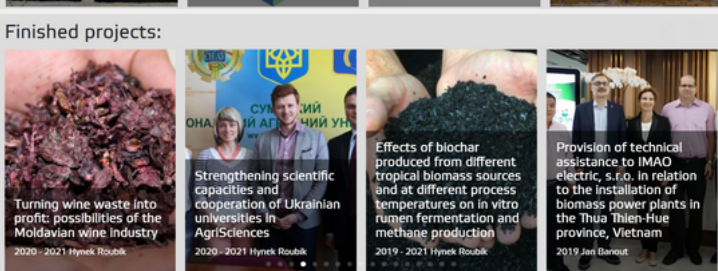 Finished projects:
Turning wine waste into
profit: possibilities of the
Moldavian wine industry
2020 - 2021 Hynek Roubík
СУМСКИЙ
Strengthening scientific
capacities and
cooperation of Ukrainian
universities in
AgriSciences
2020 - 2021 Hynek Roubík
Effects of biochar
produced from different
tropical biomass sources
and at different process
temperatures on in vitro
rumen fermentation and
methane production
2019 - 2021 Hynek Roubík
Provision of technical
assistance to IMAO
electric, s.r.o. in relation
to the installation of
biomass power plants in
the Thua Thien-Hue
province, Vietnam
2019 Jan Banout